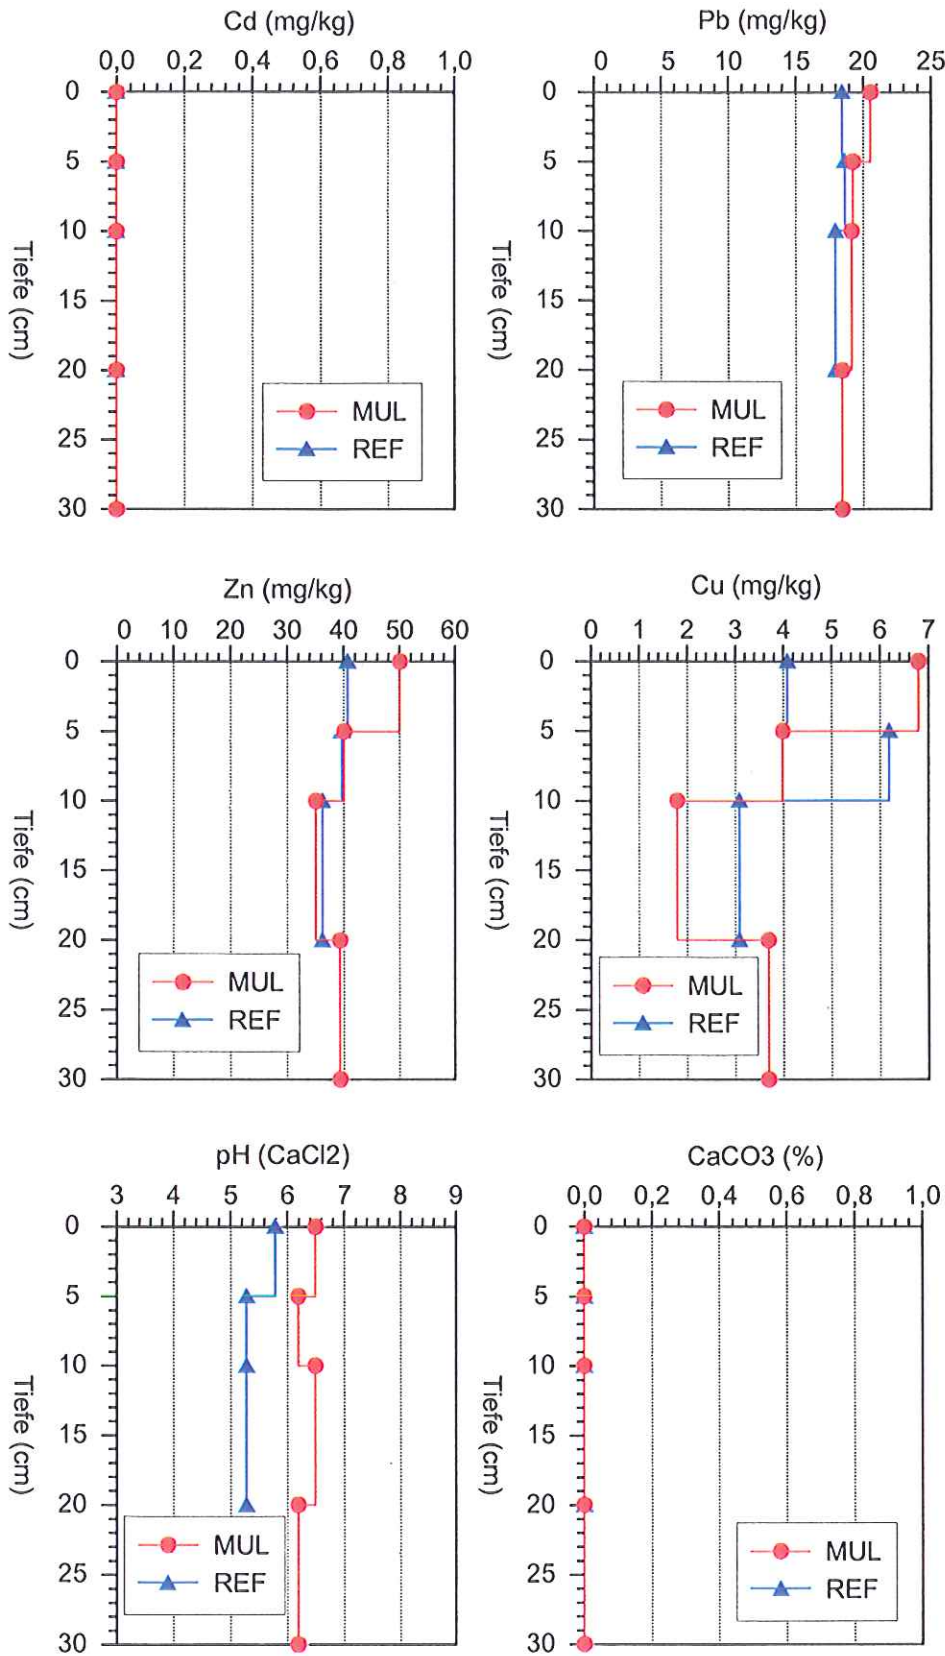 Cd (mg/kg)
0,0 0,2 0,4 0,6 0,8 1,0
0
5
10
15
20
25
30
Tiefe (cm)
MUL
REF
Pb (mg/kg)
0 5 10 15 20 25
0
5
10
15
20
25
30
Tiefe (cm)
MUL
REF
Zn (mg/kg)
0 10 20 30 40 50 60
0
5
10
15
20
25
30
Tiefe (cm)
MUL
REF
Cu (mg/kg)
0 1 2 3 4 5 6 7
0
5
10
15
20
25
30
Tiefe (cm)
MUL
REF
pH (CaCl2)
3 4 5 6 7 8 9
0
5
10
15
20
25
30
Tiefe (cm)
MUL
REF
CaCO3 (%)
0,0 0,2 0,4 0,6 0,8 1,0
0
5
10
15
20
25
30
Tiefe (cm)
MUL
REF